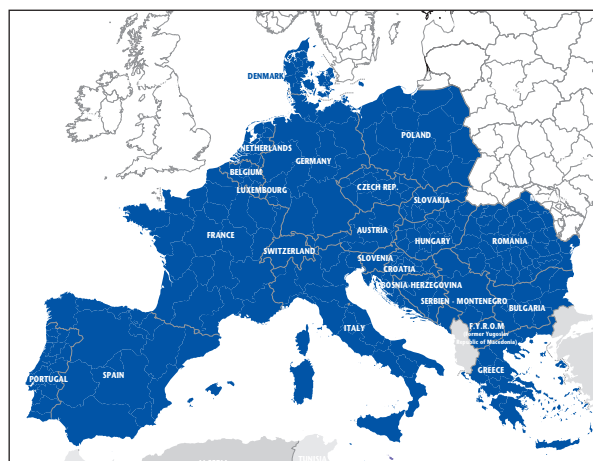 DENMARK
POLAND
NETHERLANDS
GERMANY
BELGIUM
CZECH REP.
LUXEMBOURG
SLOVAKIA
AUSTRIA
FRANCE
HUNGARY
ROMANIA
SWITZERLAND
SLOVENIA
CROATIA
BOSNIA-HERZEGOVINA
SERBIEN - MONTENEGRO
BULGARIA
ITALY
F.Y.R.O.M
(former Yugoslav
Republic of Macedonia)
GREECE
PORTUGAL
SPAIN
TUNISIA